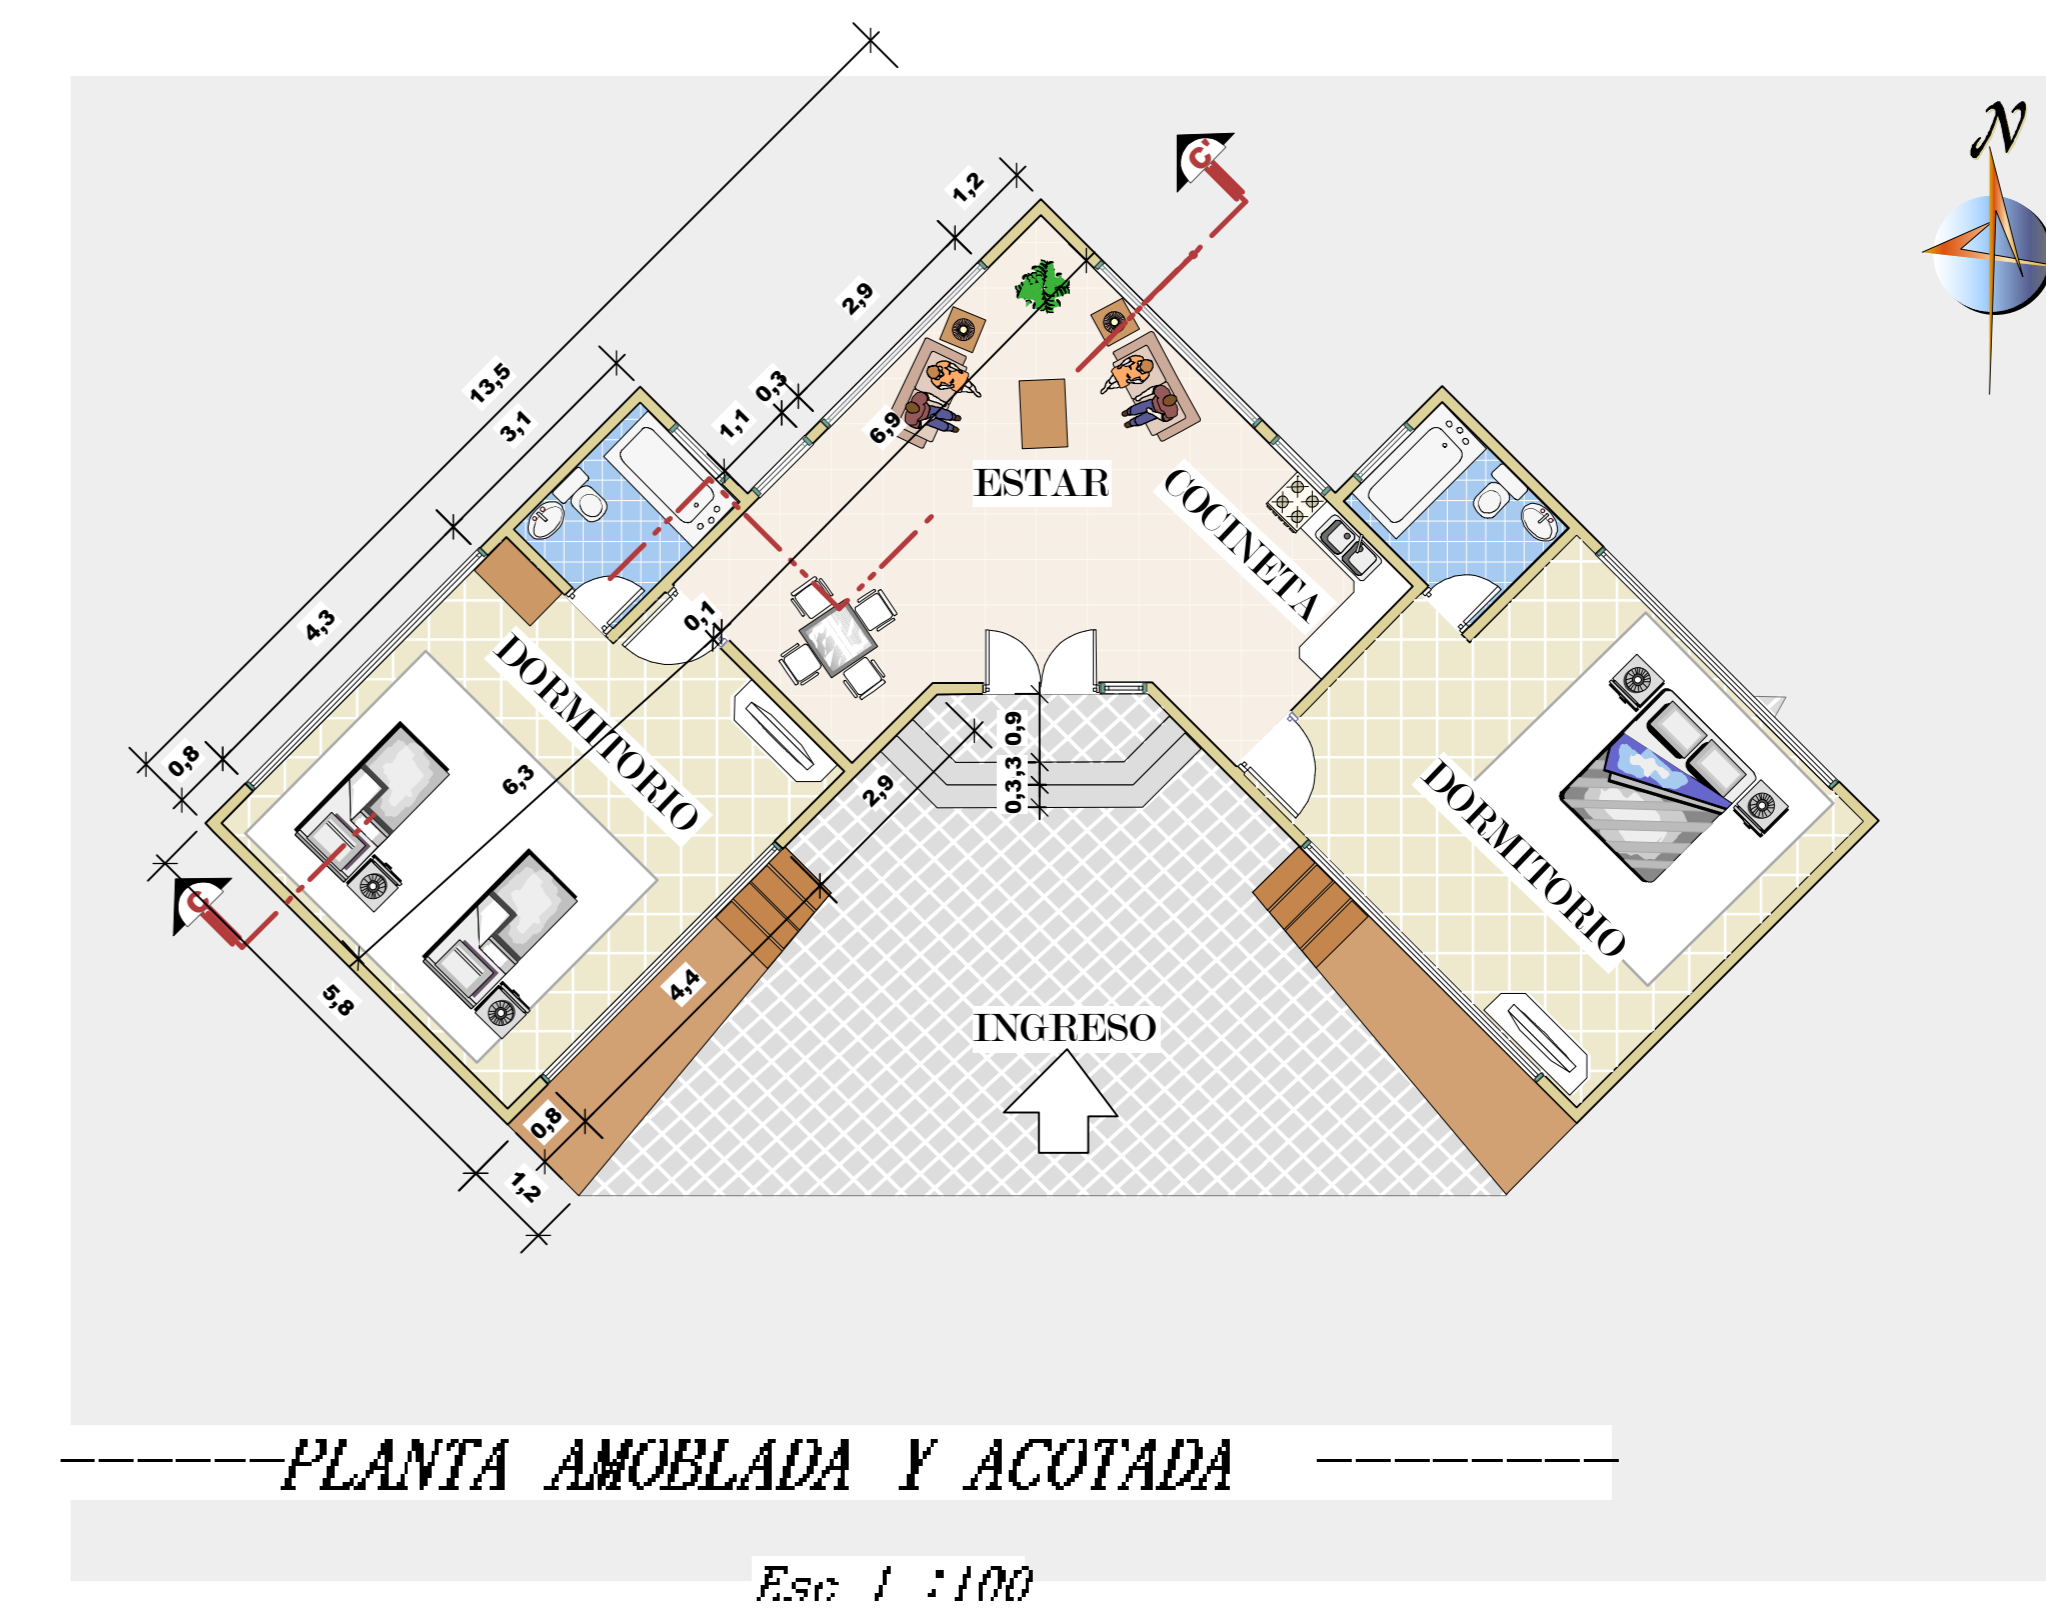 N
C'
1,2
2,9
13,5
3,1
1,1
0,3
6,9
ESTAR
COCINETA
4,3
0,1
DORMITORIO
0,8
6,3
2,9
0,9
0,3
DORMITORIO
C
5,8
4,4
INGRESO
0,8
1,2
------PLANTA AMOBLADA Y ACOTADA --------
Esc 1 :100